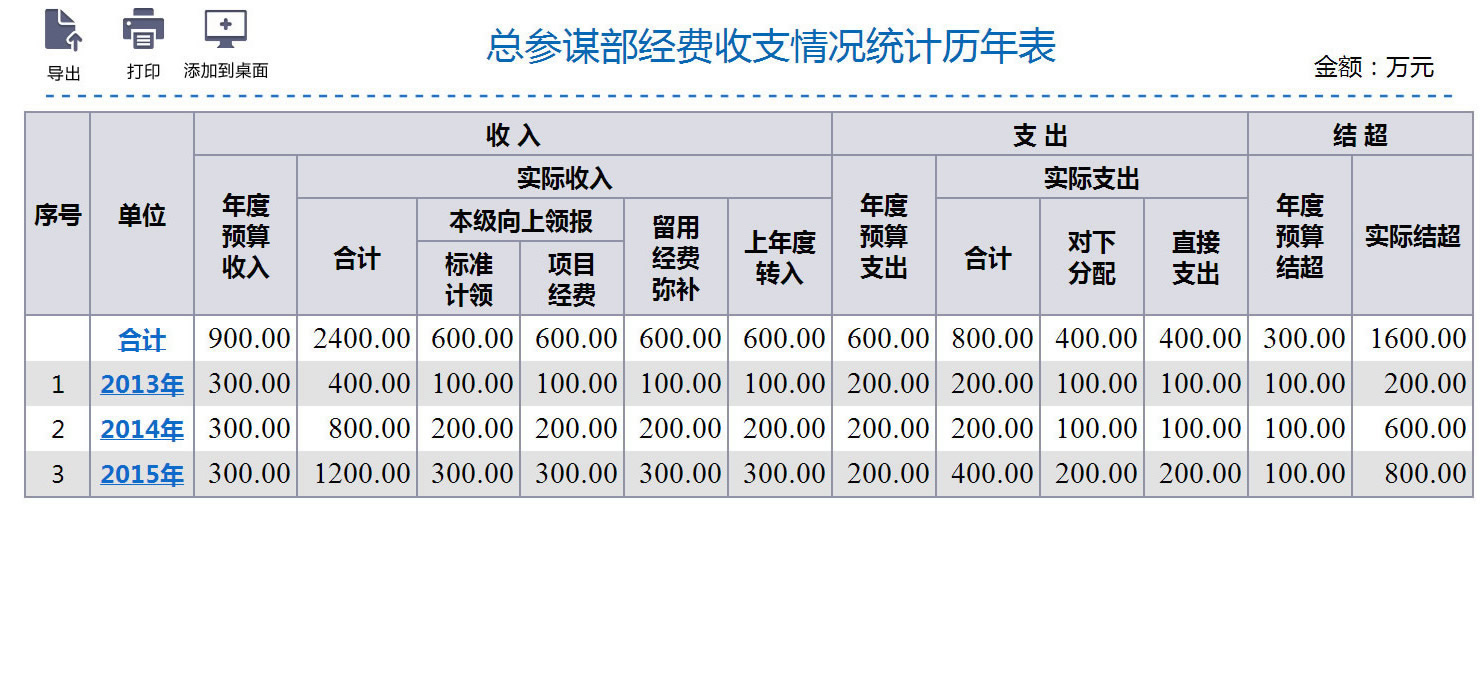 总参谋部经费收支情况统计历年表
导出 打印 添加到桌面 金额：万元
收 入 支 出 结 超
序号 单位 年度预算收入 实际收入 年度预算支出 实际支出 年度预算结超 实际结超
合计 本级向上领报 留用经费弥补 上年度转入 合计 对下分配 直接支出
标准计领 项目经费
合计 900.00 2400.00 600.00 600.00 600.00 600.00 600.00 800.00 400.00 400.00 300.00 1600.00
1 2013年 300.00 400.00 100.00 100.00 100.00 100.00 200.00 200.00 100.00 100.00 100.00 200.00
2 2014年 300.00 800.00 200.00 200.00 200.00 200.00 200.00 200.00 100.00 100.00 100.00 600.00
3 2015年 300.00 1200.00 300.00 300.00 300.00 300.00 200.00 400.00 200.00 200.00 100.00 800.00